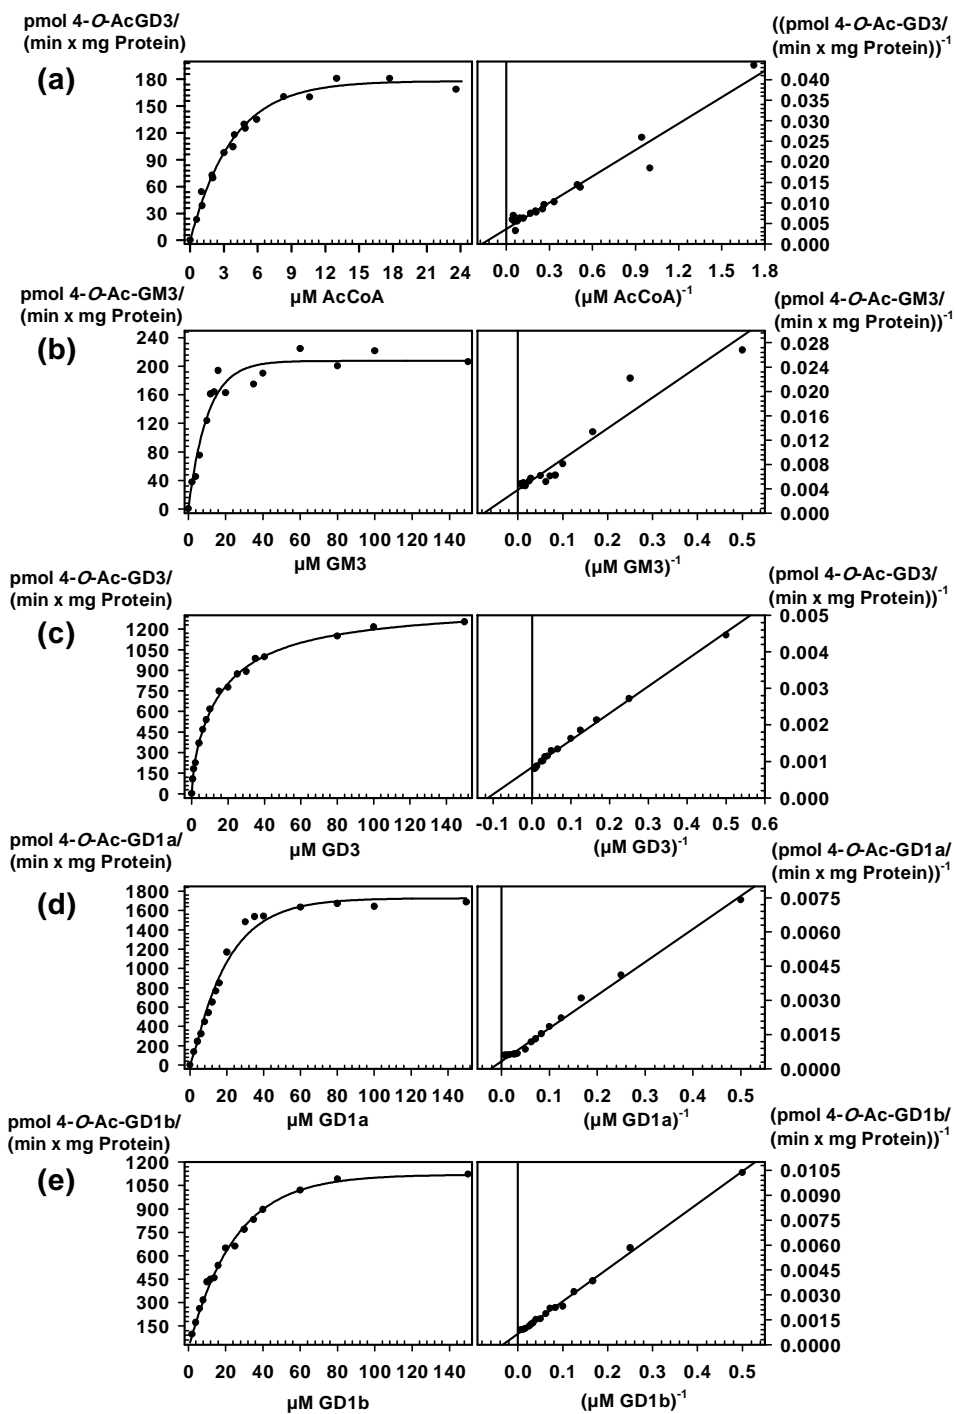 pmol 4-O-AcGD3/
(min x mg Protein)
((pmol 4-O-Ac-GD3/
(min x mg Protein))⁻¹
(a)
180
150
120
90
60
30
0
0.040
0.035
0.030
0.025
0.020
0.015
0.010
0.005
0.000
0 3 6 9 12 15 18 21 24
0.0 0.3 0.6 0.9 1.2 1.5 1.8
µM AcCoA
(µM AcCoA)⁻¹
pmol 4-O-Ac-GM3/
(min x mg Protein)
(pmol 4-O-Ac-GM3/
(min x mg Protein))⁻¹
(b)
240
200
160
120
80
40
0
0.028
0.024
0.020
0.016
0.012
0.008
0.004
0.000
0 20 40 60 80 100 120 140
0.0 0.1 0.2 0.3 0.4 0.5
µM GM3
(µM GM3)⁻¹
pmol 4-O-Ac-GD3/
(min x mg Protein)
(pmol 4-O-Ac-GD3/
(min x mg Protein))⁻¹
(c)
1200
1050
900
750
600
450
300
150
0
0.005
0.004
0.003
0.002
0.001
0.000
0 20 40 60 80 100 120 140
-0.1 0.0 0.1 0.2 0.3 0.4 0.5 0.6
µM GD3
(µM GD3)⁻¹
pmol 4-O-Ac-GD1a/
(min x mg Protein)
(pmol 4-O-Ac-GD1a/
(min x mg Protein))⁻¹
(d)
1800
1600
1400
1200
1000
800
600
400
200
0
0.0075
0.0060
0.0045
0.0030
0.0015
0.0000
0 20 40 60 80 100 120 140
0.0 0.1 0.2 0.3 0.4 0.5
µM GD1a
(µM GD1a)⁻¹
pmol 4-O-Ac-GD1b/
(min x mg Protein)
(pmol 4-O-Ac-GD1b/
(min x mg Protein))⁻¹
(e)
1200
1050
900
750
600
450
300
150
0.0105
0.0090
0.0075
0.0060
0.0045
0.0030
0.0015
0.0000
0 20 40 60 80 100 120 140
0.0 0.1 0.2 0.3 0.4 0.5
µM GD1b
(µM GD1b)⁻¹